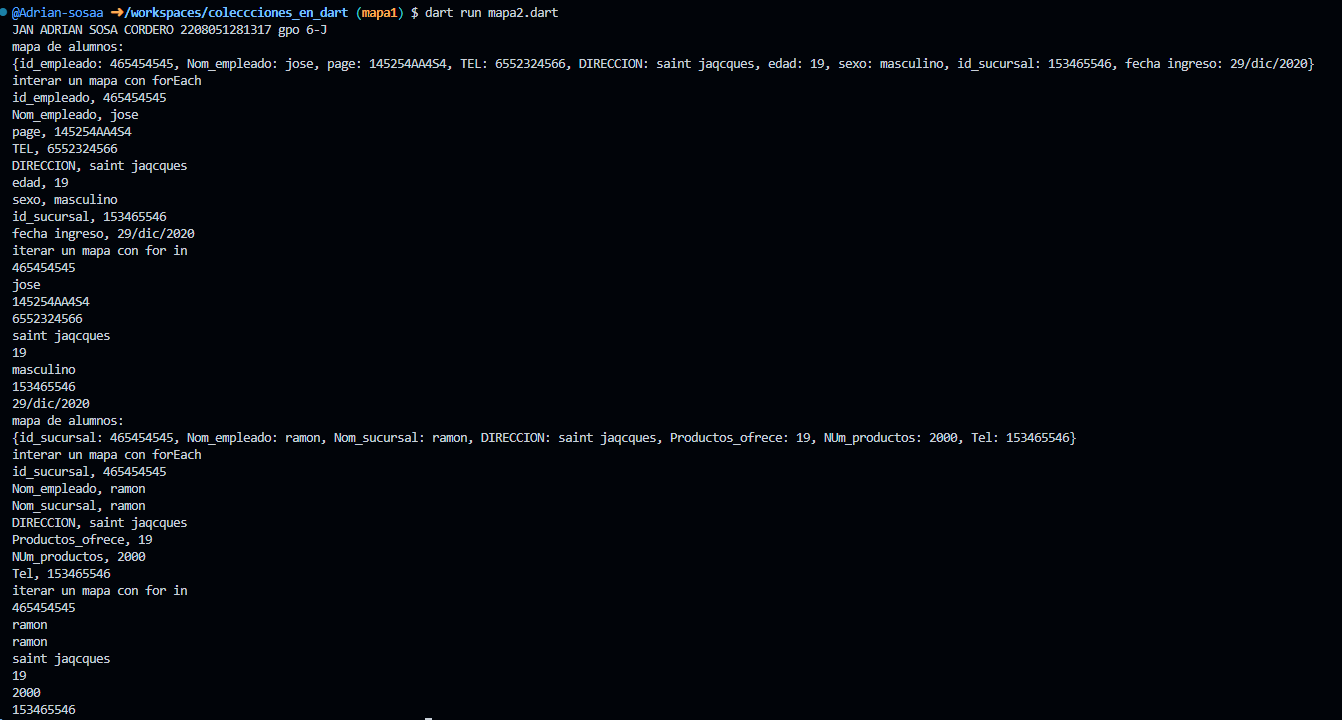 @Adrian-sosaa ➜/workspaces/coleccciones_en_dart (mapa1) $ dart run mapa2.dart
JAN ADRIAN SOSA CORDERO 2208051281317 gpo 6-J
mapa de alumnos:
{id_empleado: 465454545, Nom_empleado: jose, page: 145254AA4S4, TEL: 6552324566, DIRECCION: saint jaqcques, edad: 19, sexo: masculino, id_sucursal: 153465546, fecha ingreso: 29/dic/2020}
interar un mapa con forEach
id_empleado, 465454545
Nom_empleado, jose
page, 145254AA4S4
TEL, 6552324566
DIRECCION, saint jaqcques
edad, 19
sexo, masculino
id_sucursal, 153465546
fecha ingreso, 29/dic/2020
iterar un mapa con for in
465454545
jose
145254AA4S4
6552324566
saint jaqcques
19
masculino
153465546
29/dic/2020
mapa de alumnos:
{id_sucursal: 465454545, Nom_empleado: ramon, Nom_sucursal: ramon, DIRECCION: saint jaqcques, Productos_ofrece: 19, NUm_productos: 2000, Tel: 153465546}
interar un mapa con forEach
id_sucursal, 465454545
Nom_empleado, ramon
Nom_sucursal, ramon
DIRECCION, saint jaqcques
Productos_ofrece, 19
NUm_productos, 2000
Tel, 153465546
iterar un mapa con for in
465454545
ramon
ramon
saint jaqcques
19
2000
153465546